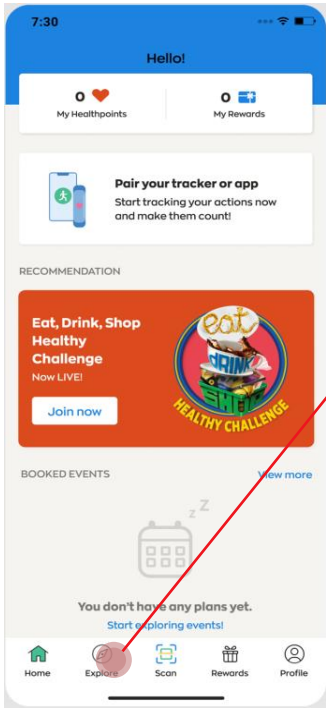 7:30
Hello!
0
My Healthpoints
0
My Rewards
Pair your tracker or app
Start tracking your actions now
and make them count!
RECOMMENDATION
Eat, Drink, Shop
Healthy
Challenge
Now LIVE!
Join now
eat
DRINK
SHOP
HEALTHY CHALLENGE
BOOKED EVENTS
View more
z Z
You don't have any plans yet.
Start exploring events!
Home
Explore
Scan
Rewards
Profile